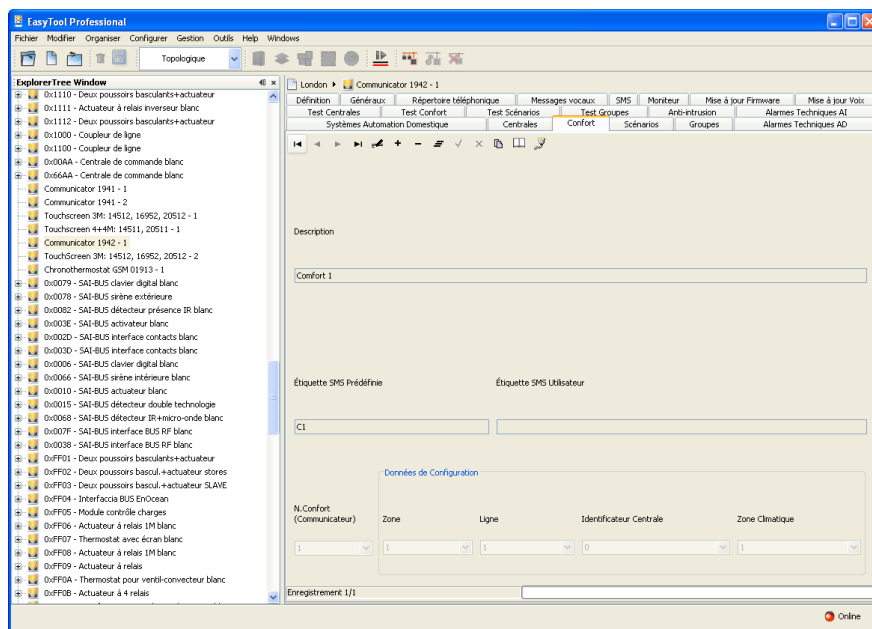 EasyTool Professional
Fichier Modifier Organiser Configurer Gestion Outils Help Windows
Topologique
ExplorerTree Window
0x1110 - Deux poussoirs basculants+actuateur
0x1111 - Actuateur à relais inverseur blanc
0x1112 - Deux poussoirs basculants+actuateur
0x1000 - Coupleur de ligne
0x1100 - Coupleur de ligne
0x00AA - Centrale de commande blanc
0x66AA - Centrale de commande blanc
Communicator 1941 - 1
Communicator 1941 - 2
Touchscreen 3M: 14512, 16952, 20512 - 1
Touchscreen 4+4M: 14511, 20511 - 1
Communicator 1942 - 1
TouchScreen 3M: 14512, 16952, 20512 - 2
Chronothermostat GSM 01913 - 1
0x0079 - SAI-BUS clavier digital blanc
0x0078 - SAI-BUS sirène extérieure
0x0082 - SAI-BUS détecteur présence IR blanc
0x003E - SAI-BUS activateur blanc
0x002D - SAI-BUS interface contacts blanc
0x003D - SAI-BUS interface contacts blanc
0x0006 - SAI-BUS clavier digital blanc
0x0066 - SAI-BUS sirène intérieure blanc
0x0010 - SAI-BUS actuateur blanc
0x0015 - SAI-BUS détecteur double technologie
0x0068 - SAI-BUS détecteur IR+micro-onde blanc
0x007F - SAI-BUS interface BUS RF blanc
0x0038 - SAI-BUS interface BUS RF blanc
0xFF01 - Deux poussoirs basculants+actuateur
0xFF02 - Deux poussoirs bascul.+actuateur stores
0xFF03 - Deux poussoirs bascul.+actuateur SLAVE
0xFF04 - Interfaccia BUS EnOcean
0xFF05 - Module contrôle charges
0xFF06 - Actuateur à relais 1M blanc
0xFF07 - Thermostat avec écran blanc
0xFF08 - Actuateur à relais 1M blanc
0xFF09 - Actuateur à relais
0xFF0A - Thermostat pour ventil-convecteur blanc
0xFF0B - Actuateur à 4 relais
London Communicator 1942 - 1
Définition Généraux Répertoire téléphonique Messages vocaux SMS Moniteur Mise à jour Firmware Mise à jour Voix
Test Centrales Test Confort Test Scénarios Test Groupes Anti-intrusion Alarmes Techniques AI
Systèmes Automation Domestique Centrales Confort Scénarios Groupes Alarmes Techniques AD
Description
Comfort 1
Étiquette SMS Prédéfinie Étiquette SMS Utilisateur
C1
Données de Configuration
N.Confort
(Communicateur) Zone Ligne Identificateur Centrale Zone Climatique
1 1 1 0 1
Enregistrement 1/1
Online